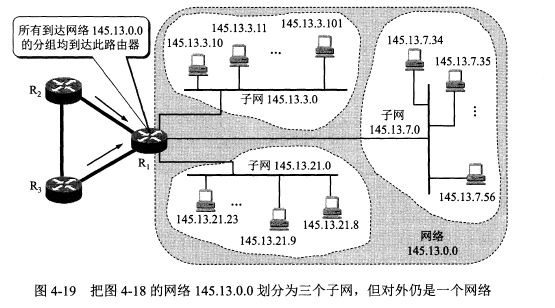 所有到达网络 145.13.0.0
的分组均到达此路由器
145.13.3.10
145.13.3.11
...
145.13.3.101
子网 145.13.3.0
R₂
R₃
R₁
145.13.7.34
145.13.7.35
子网
145.13.7.0
...
145.13.7.56
子网 145.13.21.0
145.13.21.23
...
145.13.21.9
145.13.21.8
网络
145.13.0.0
图 4-19 把图 4-18 的网络 145.13.0.0 划分为三个子网，但对外仍是一个网络